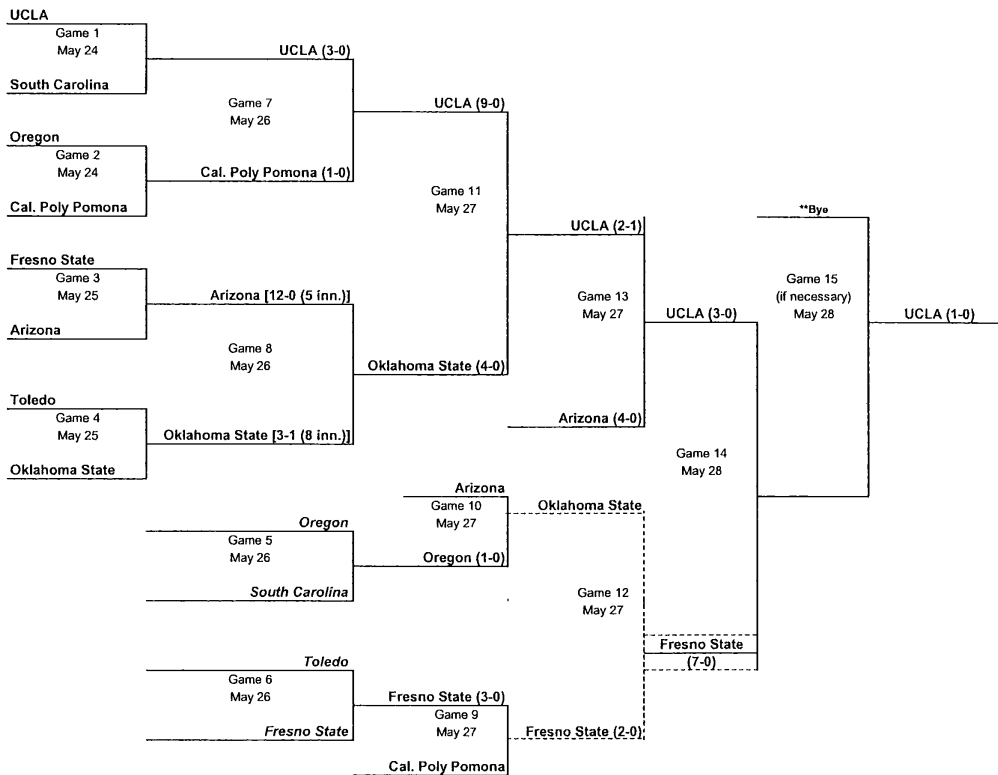 UCLA
Game 1
May 24
South Carolina
UCLA (3-0)
Game 7
May 26
Oregon
Game 2
May 24
Cal. Poly Pomona
Cal. Poly Pomona (1-0)
UCLA (9-0)
Game 11
May 27
Fresno State
Game 3
May 25
Arizona
Arizona [12-0 (5 inn.)]
Game 8
May 26
Toledo
Game 4
May 25
Oklahoma State
Oklahoma State [3-1 (8 inn.)]
Oklahoma State (4-0)
UCLA (2-1)
Game 13
May 27
Arizona (4-0)
UCLA (3-0)
Game 14
May 28
**Bye
Game 15
(if necessary)
May 28
UCLA (1-0)
Oregon
Game 5
May 26
South Carolina
Arizona
Game 10
May 27
Oregon (1-0)
Oklahoma State
Game 12
May 27
Fresno State
(7-0)
Toledo
Game 6
May 26
Fresno State
Fresno State (3-0)
Game 9
May 27
Cal. Poly Pomona
Fresno State (2-0)